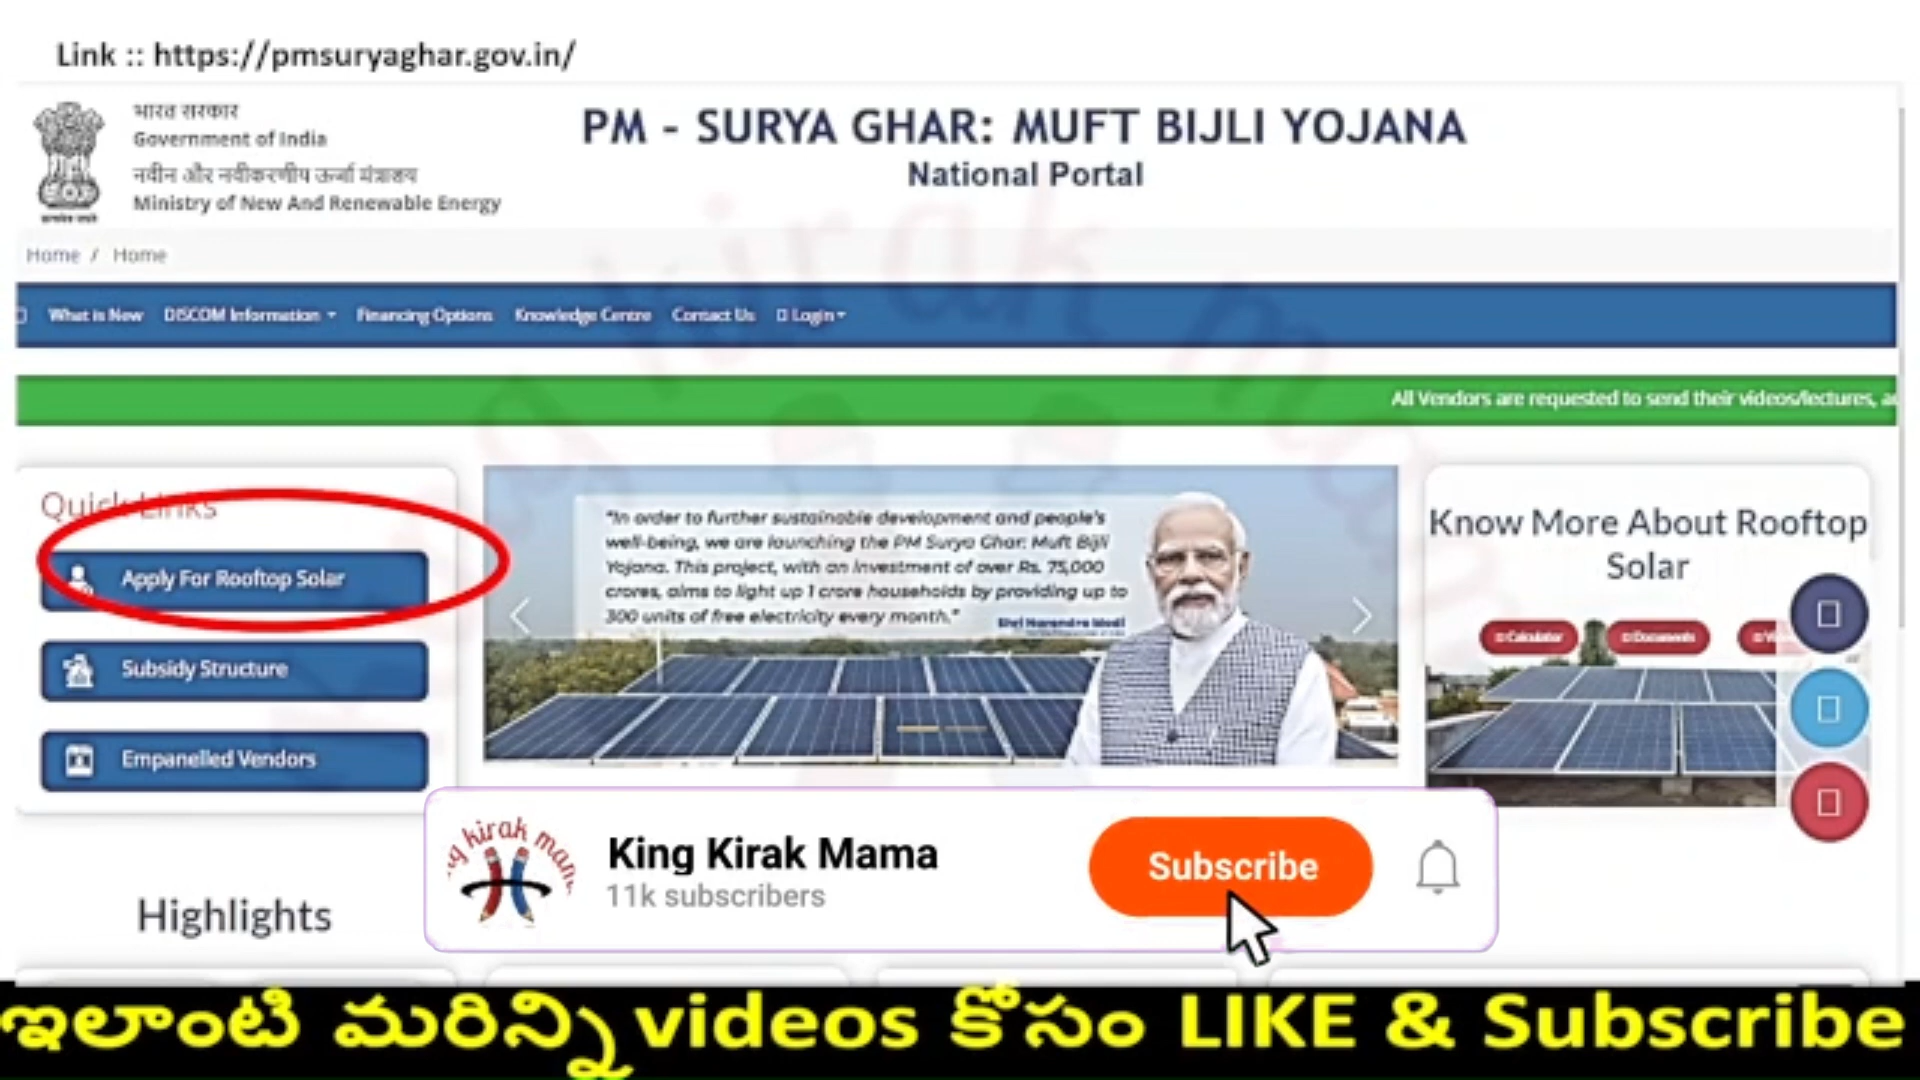 Link :: https://pmsuryaghar.gov.in/
भारत सरकार
Government of India
नवीन और नवीकरणीय ऊर्जा मंत्रालय
Ministry of New And Renewable Energy
PM - SURYA GHAR: MUFT BIJLI YOJANA
National Portal
Home / Home
What is New DISCOM Information Financing Options Knowledge Centre Contact Us Login
All Vendors are requested to send their videos/lectures,
Quick Links
Apply For Rooftop Solar
Subsidy Structure
Empanelled Vendors
"In order to further sustainable development and people's
well-being, we are launching the PM Surya Ghar: Muft Bijli
Yojana. This project, with an investment of over Rs. 75,000
crores, aims to light up 1 crore households by providing up to
300 units of free electricity every month."
Shri Narendra Modi
Know More About Rooftop
Solar
Calculator Documents
Highlights
kirak
King Kirak Mama
11k subscribers
Subscribe
ఇలాంటి మరిన్ని videos కోసం LIKE & Subscribe